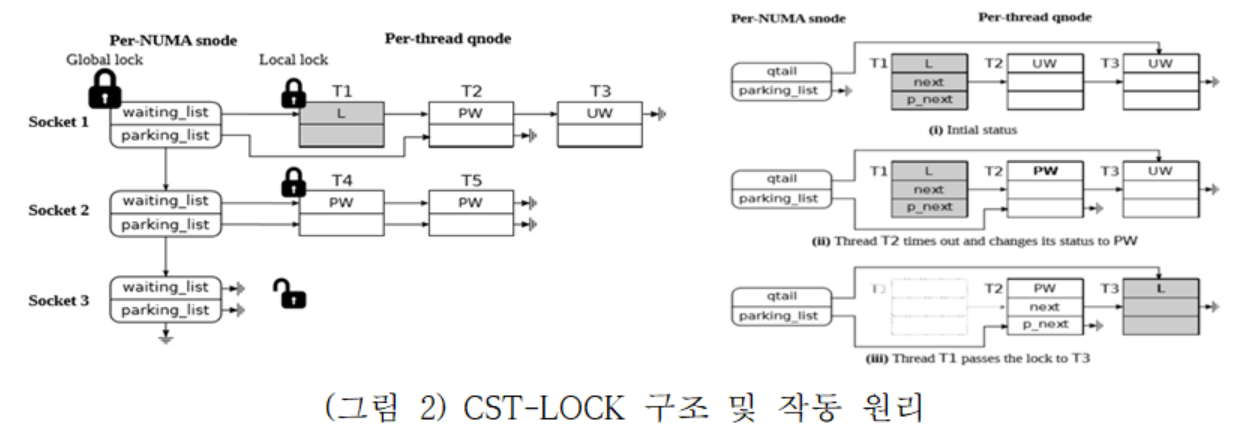 Per-NUMA snode
Per-thread qnode
Global lock
Local lock
Socket 1
waiting_list
parking_list
T1
L
T2
PW
T3
UW
Socket 2
waiting_list
parking_list
T4
PW
T5
PW
Socket 3
waiting_list
parking_list
Per-NUMA snode
Per-thread qnode
qtail
parking_list
T1
L
next
p_next
T2
UW
T3
UW
(i) Intial status
qtail
parking_list
T1
L
next
p_next
T2
PW
T3
UW
(ii) Thread T2 times out and changes its status to PW
qtail
parking_list
T2
PW
next
p_next
T3
L
(iii) Thread T1 passes the lock to T3
(그림 2) CST-LOCK 구조 및 작동 원리